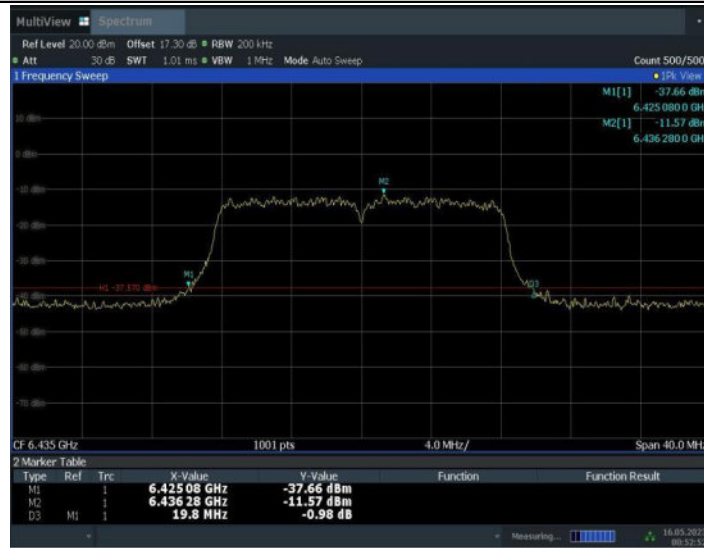 MultiView Spectrum
Ref Level 20.00 dBm Offset 17.30 dB RBW 200 kHz
Att 30 dB SWT 1.01 ms VBW 1 MHz Mode Auto Sweep Count 500/500
1 Frequency Sweep 1Pk View
M1[1] -37.66 dBm
6.425 080 0 GH
10 dBm
M2[1] -11.57 dBm
6.436 280 0 GH
0 dBm
M2
-10 dBm
-20 dBm
-30 dBm
M1
H1 -37.570 dBm
D3
-50 dBm
-60 dBm
-70 dBm
CF 6.435 GHz 1001 pts 4.0 MHz/ Span 40.0 MHz
2 Marker Table
Type Ref Trc X-Value Y-Value Function Function Result
M1 1 6.425 08 GHz -37.66 dBm
M2 1 6.436 28 GHz -11.57 dBm
D3 M1 1 19.8 MHz -0.98 dB
Measuring...